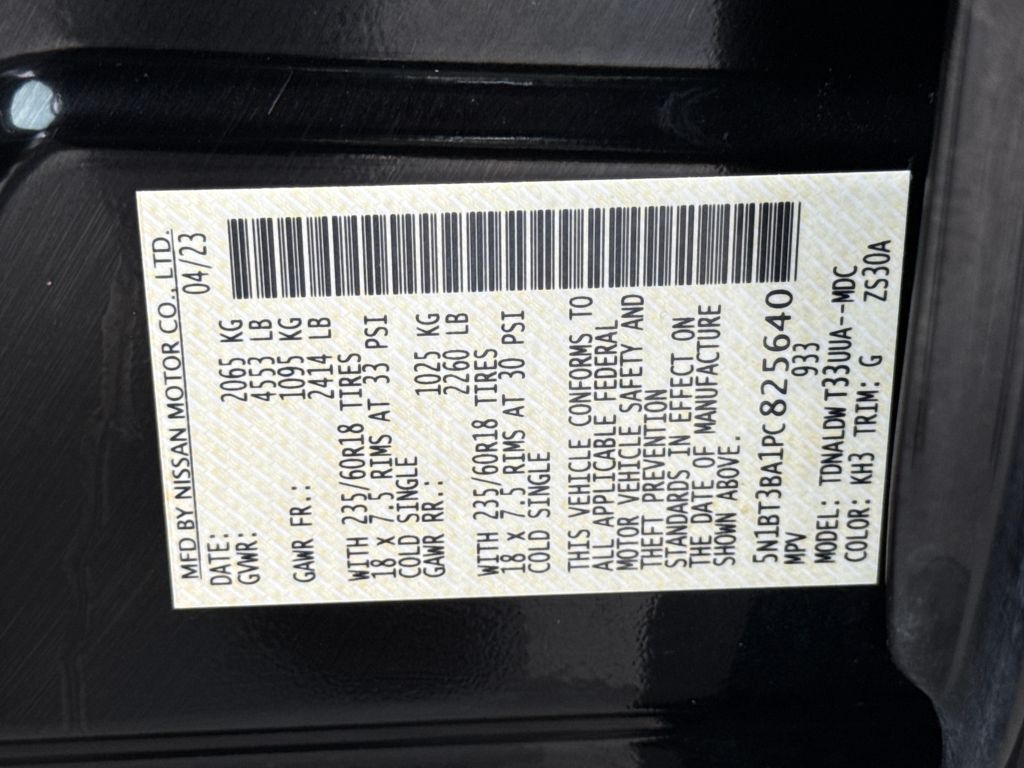 MFD BY NISSAN MOTOR CO., LTD.
DATE: 04/23
GVWR: 2065 KG
4553 LB
GAWR FR.: 1095 KG
2414 LB
WITH 235/60R18 TIRES
18 X 7.5 RIMS AT 33 PSI
COLD SINGLE
GAWR RR.: 1025 KG
2260 LB
WITH 235/60R18 TIRES
18 X 7.5 RIMS AT 30 PSI
COLD SINGLE
THIS VEHICLE CONFORMS TO
ALL APPLICABLE FEDERAL
MOTOR VEHICLE SAFETY AND
THEFT PREVENTION
STANDARDS IN EFFECT ON
THE DATE OF MANUFACTURE
SHOWN ABOVE.
5N1BT3BA1PC825640
MPV 933
MODEL: TDNALDWT33UUA--MDC
COLOR: KH3 TRIM: G ZS30A